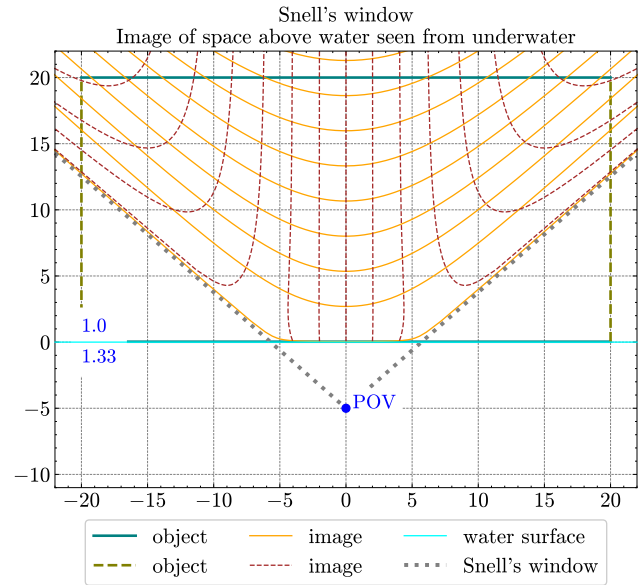 Snell's window
Image of space above water seen from underwater
20
15
10
5
0
−5
−10
1.0
1.33
POV
−20 −15 −10 −5 0 5 10 15 20
object image water surface
object image Snell's window